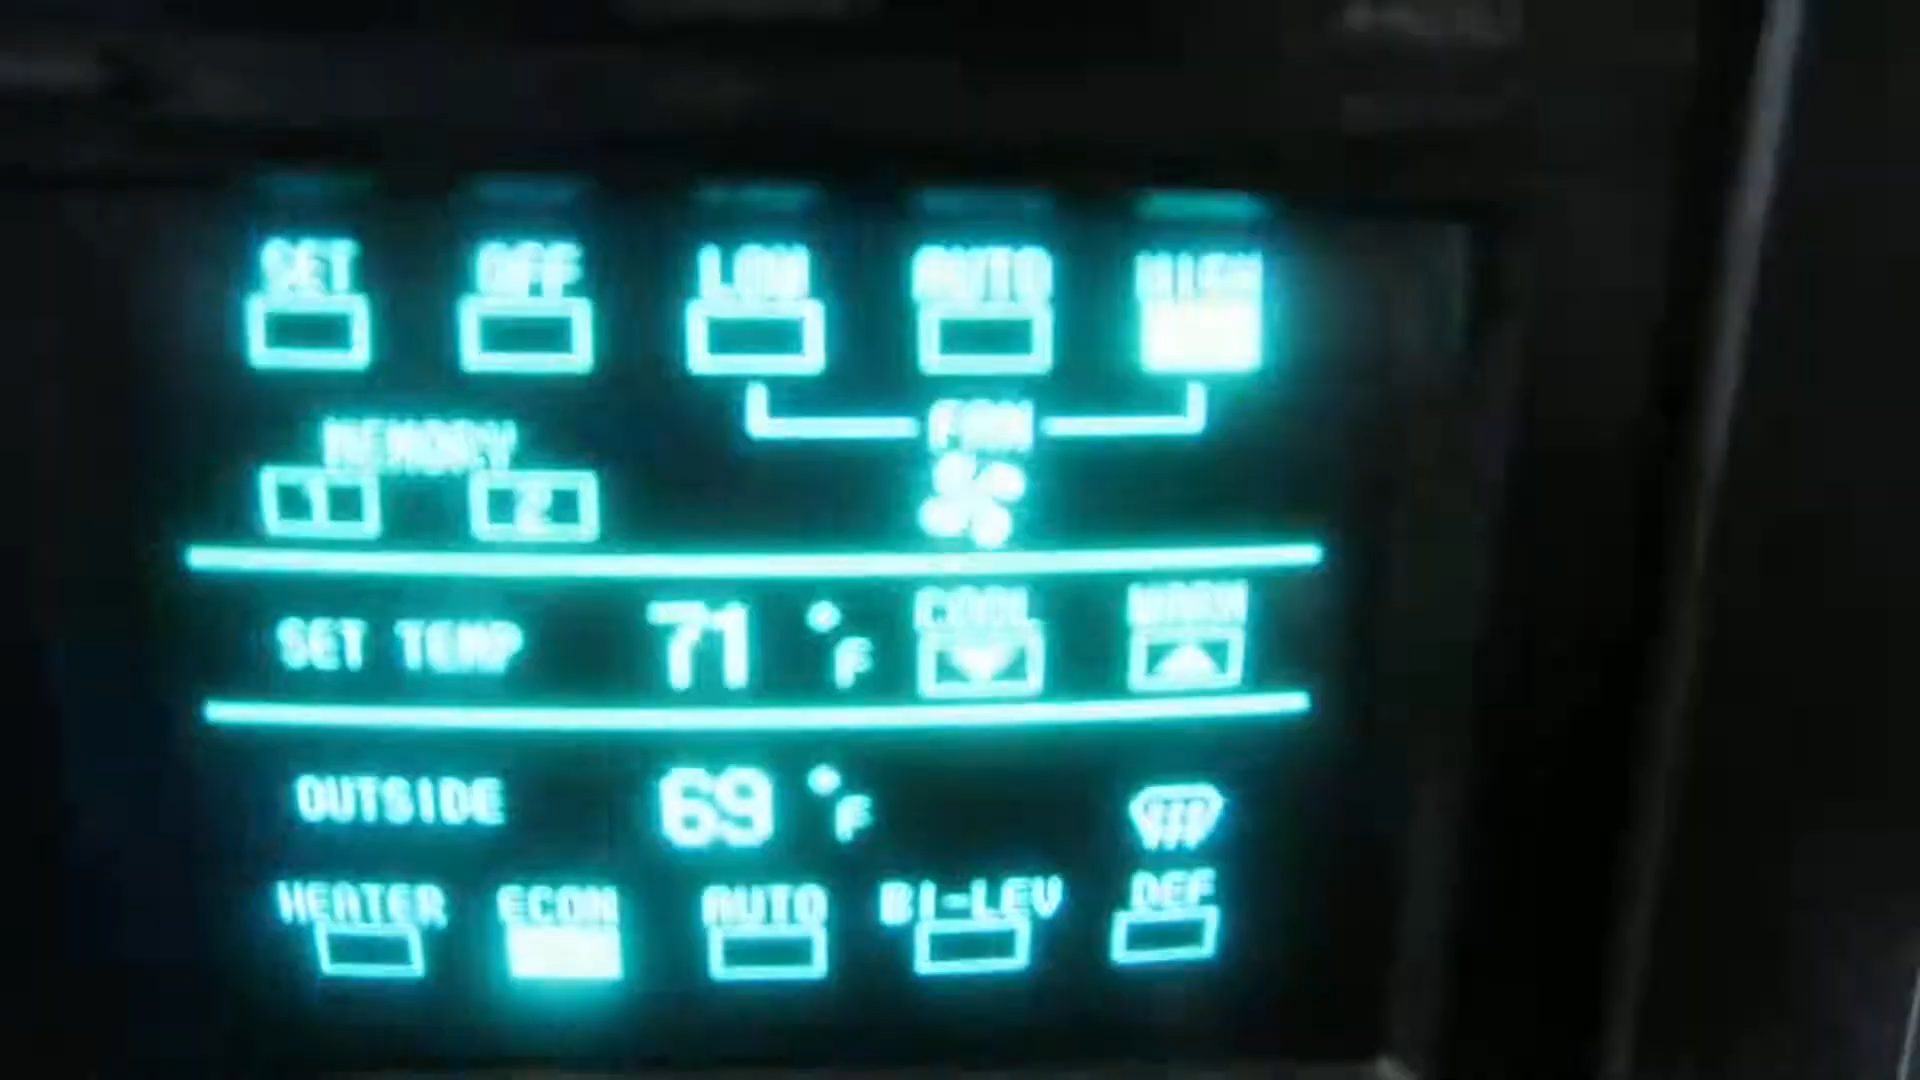 SET OFF LOW AUTO HIGH
FAN
MEMORY
1 2
COOL WARM
SET TEMP 71 °F
OUTSIDE 69 °F
HEATER ECON AUTO BI-LEV DEF